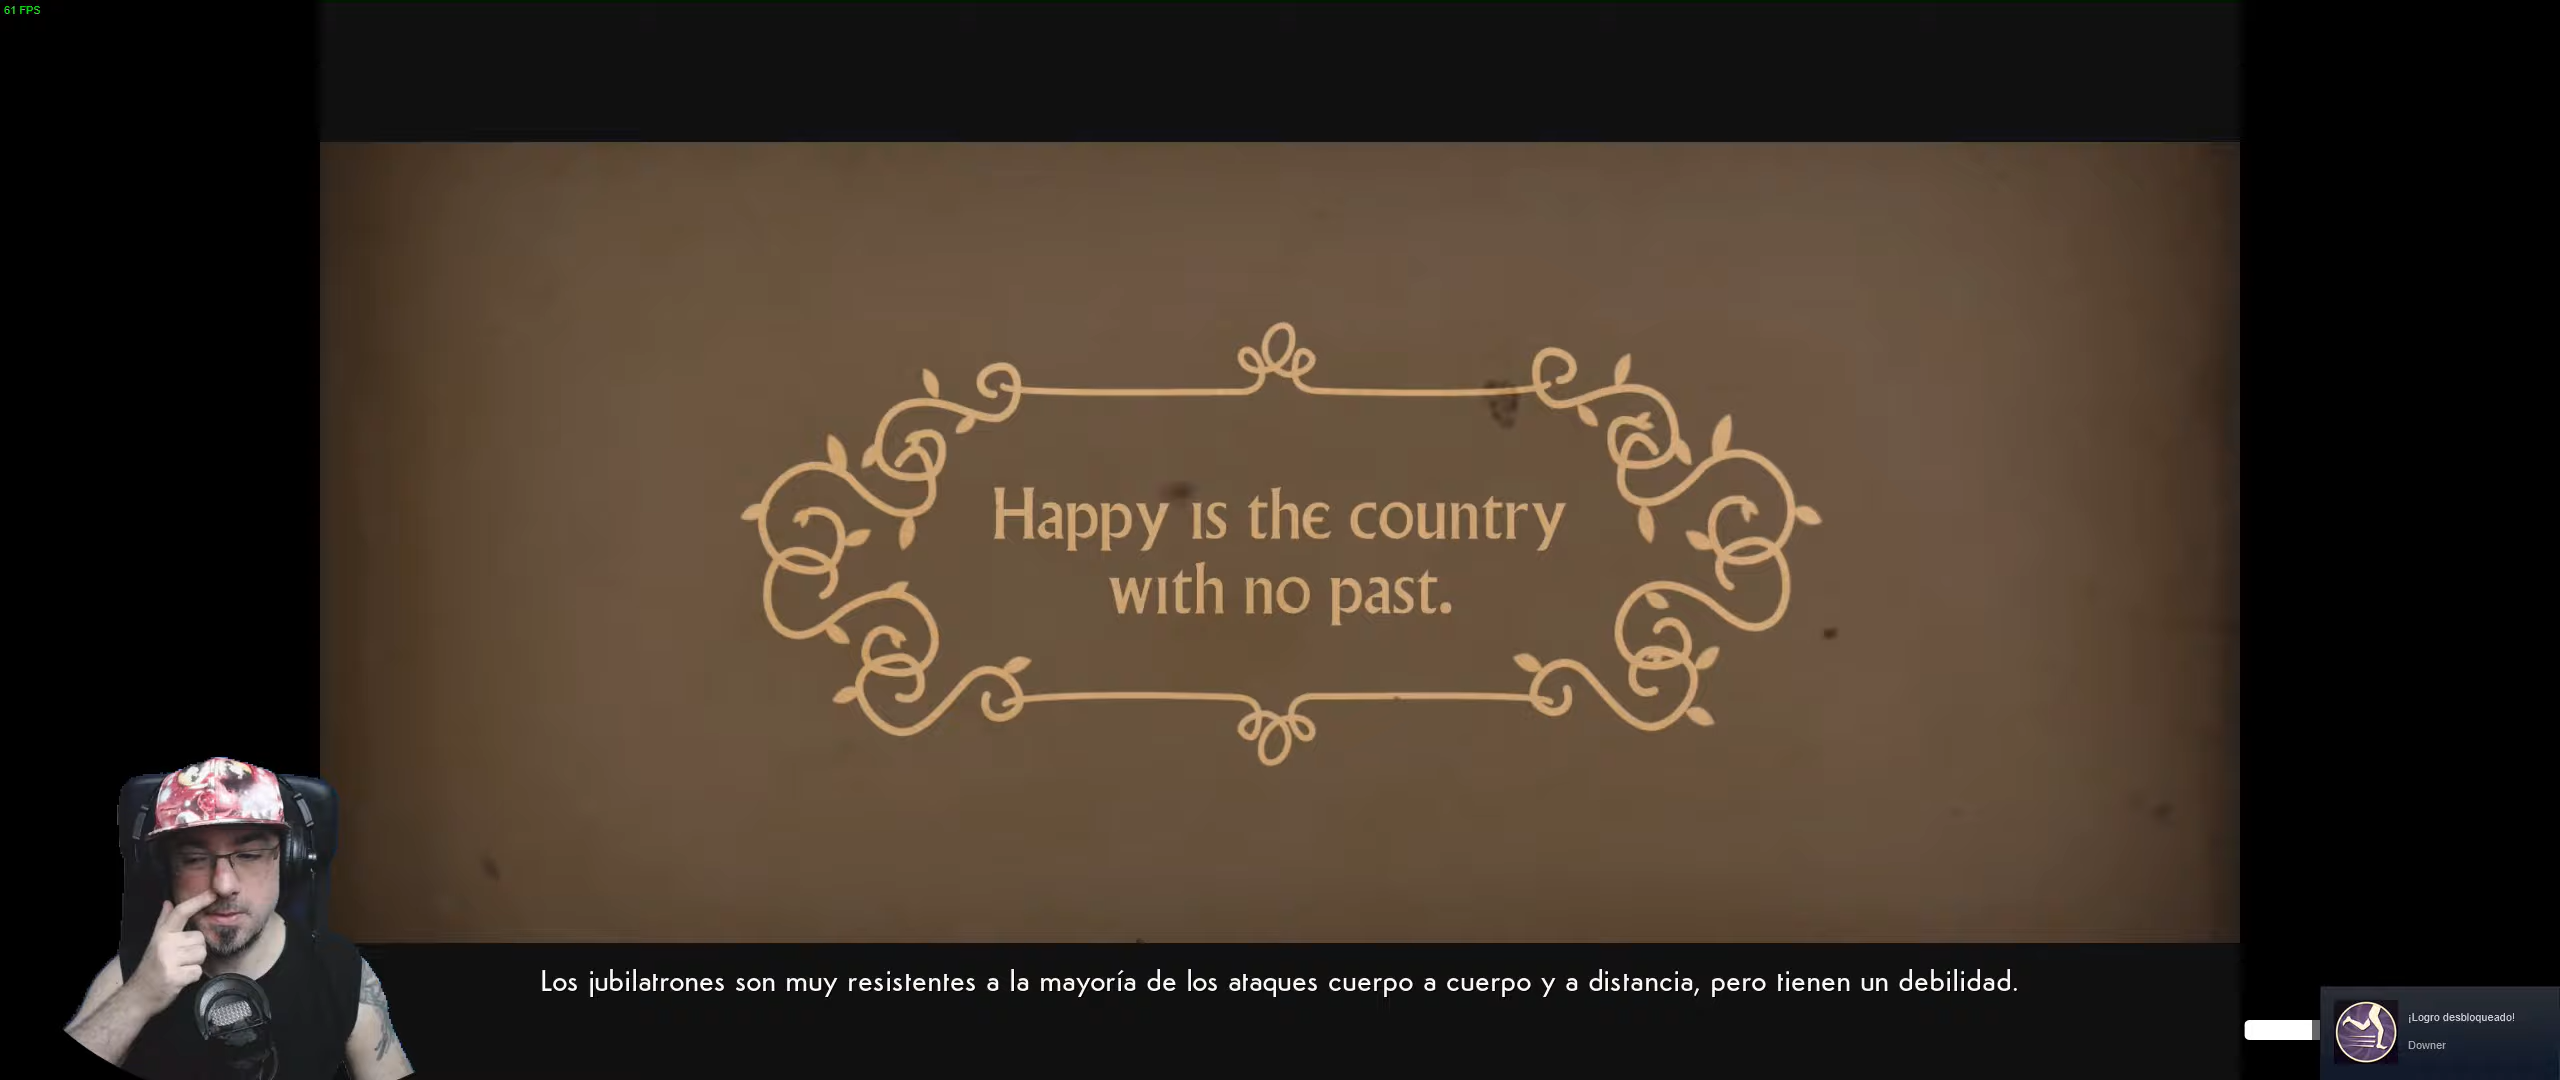 61 FPS
Happy is the country
with no past.
Los jubilatrones son muy resistentes a la mayoría de los ataques cuerpo a cuerpo y a distancia, pero tienen un debilidad.
¡Logro desbloqueado!
Downer